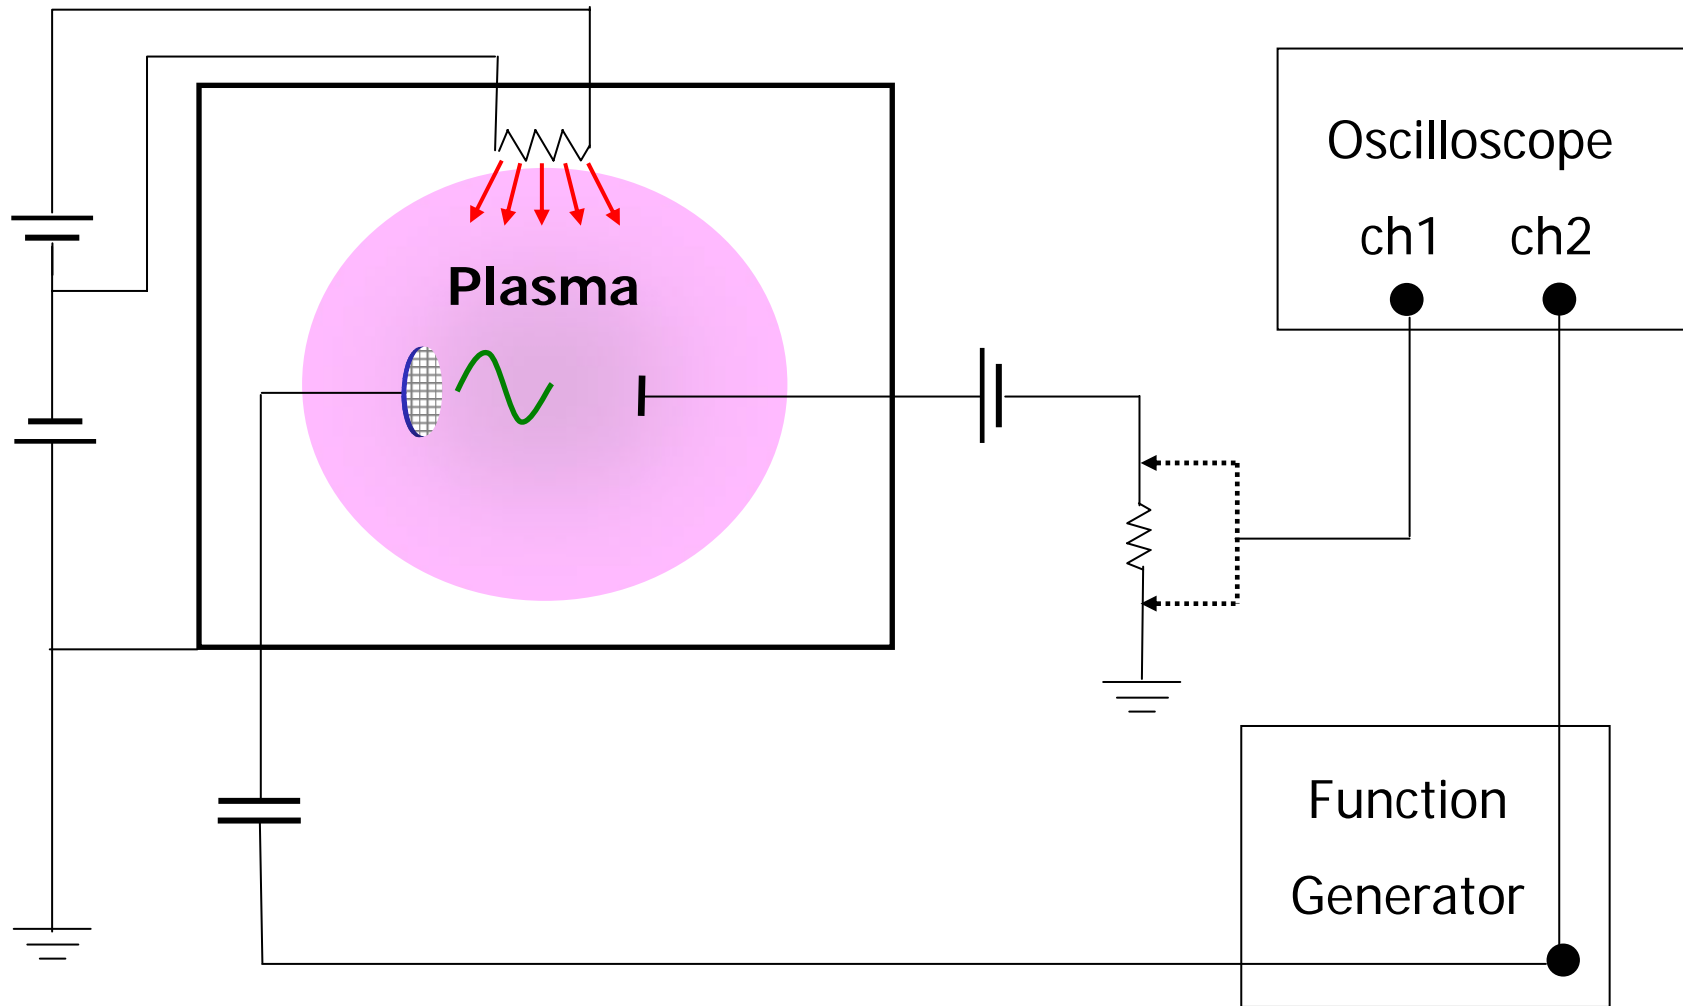 Oscilloscope
ch1 ch2
Plasma
Function
Generator